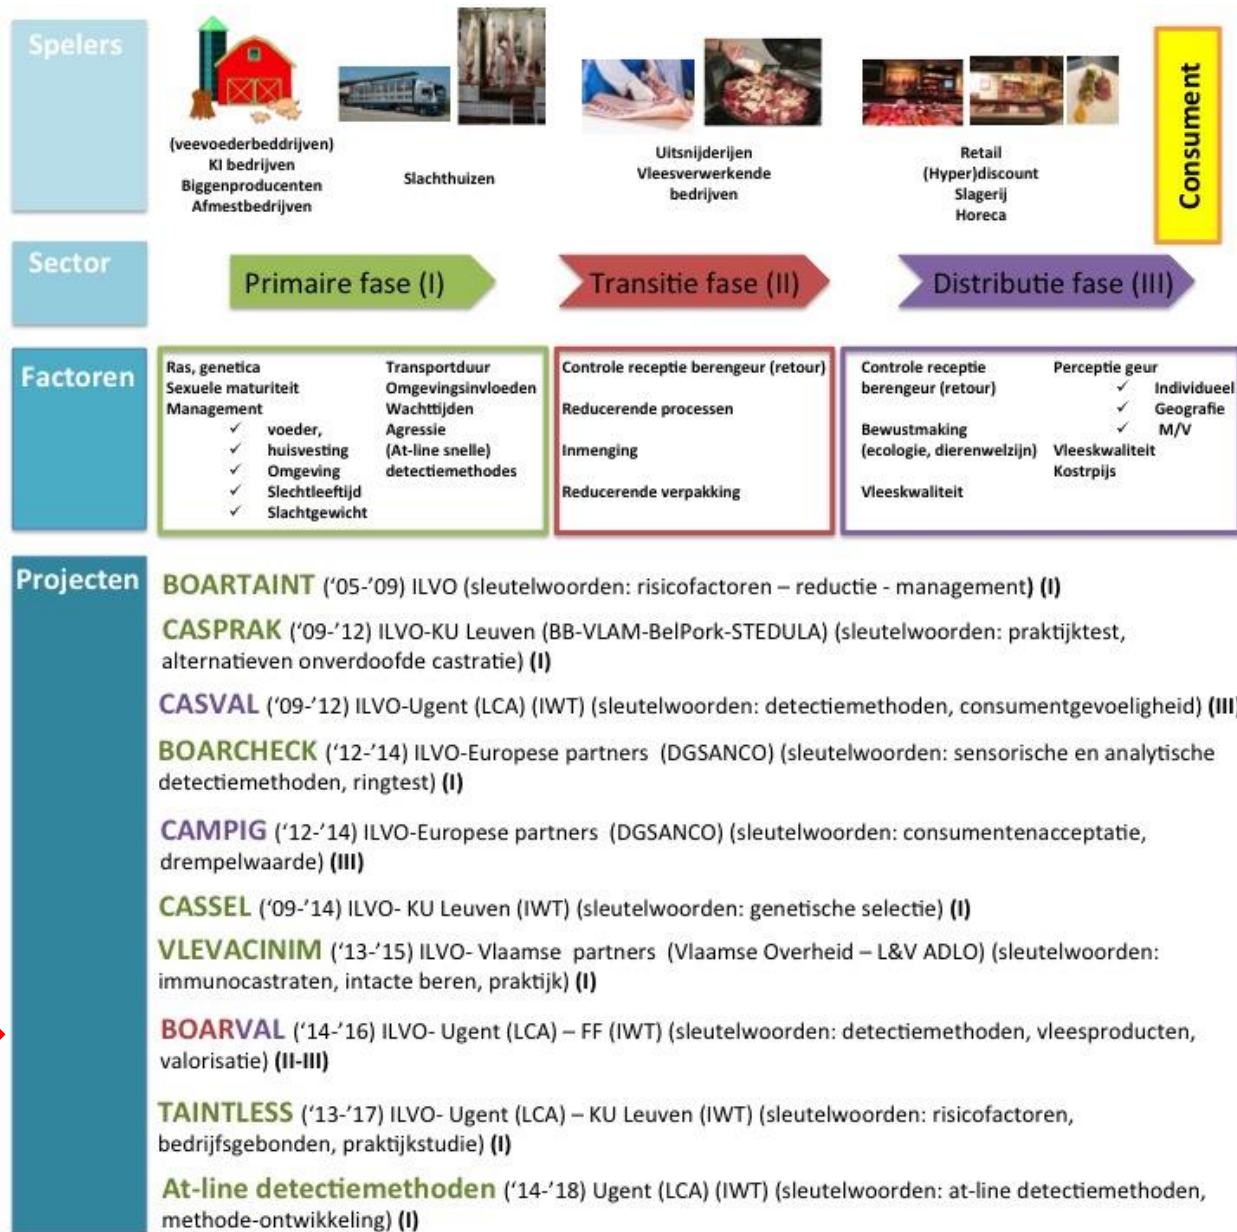 Spelers
(veevoederbeddrijven)
KI bedrijven
Biggenproducenten
Afmestbedrijven
Slachthuizen
Uitsnijderijen
Vleesverwerkende
bedrijven
Retail
(Hyper)discount
Slagerij
Horeca
Consument
Sector
Primaire fase (I)
Transitie fase (II)
Distributie fase (III)
Factoren
Ras, genetica
Sexuele maturiteit
Management
✓ voeder,
✓ huisvesting
✓ Omgeving
✓ Slechtleeftijd
✓ Slachtgewicht
Transportduur
Omgevingsinvloeden
Wachttijden
Agressie
(At-line snelle)
detectiemethodes
Controle receptie berengeur (retour)
Reducerende processen
Inmenging
Reducerende verpakking
Controle receptie
berengeur (retour)
Bewustmaking
(ecologie, dierenwelzijn)
Vleeskwaliteit
Perceptie geur
✓ Individueel
✓ Geografie
✓ M/V
Vleeskwaliteit
Kostrpijs
Projecten
BOARTAINT (‘05-’09) ILVO (sleutelwoorden: risicofactoren – reductie - management) (I)
CASPRAK (‘09-’12) ILVO-KU Leuven (BB-VLAM-BelPork-STEDULA) (sleutelwoorden: praktijktest,
alternatieven onverdoofde castratie) (I)
CASVAL (‘09-’12) ILVO-Ugent (LCA) (IWT) (sleutelwoorden: detectiemethoden, consumentgevoeligheid) (III)
BOARCHECK (‘12-’14) ILVO-Europese partners (DGSANCO) (sleutelwoorden: sensorische en analytische
detectiemethoden, ringtest) (I)
CAMPIG (‘12-’14) ILVO-Europese partners (DGSANCO) (sleutelwoorden: consumentenacceptatie,
drempelwaarde) (III)
CASSEL (‘09-’14) ILVO- KU Leuven (IWT) (sleutelwoorden: genetische selectie) (I)
VLEVACINIM (‘13-’15) ILVO- Vlaamse partners (Vlaamse Overheid – L&V ADLO) (sleutelwoorden:
immunocastraten, intacte beren, praktijk) (I)
BOARVAL (‘14-’16) ILVO- Ugent (LCA) – FF (IWT) (sleutelwoorden: detectiemethoden, vleesproducten,
valorisatie) (II-III)
TAINTLESS (‘13-’17) ILVO- Ugent (LCA) – KU Leuven (IWT) (sleutelwoorden: risicofactoren,
bedrijfsgebonden, praktijkstudie) (I)
At-line detectiemethoden (‘14-’18) Ugent (LCA) (IWT) (sleutelwoorden: at-line detectiemethoden,
methode-ontwikkeling) (I)